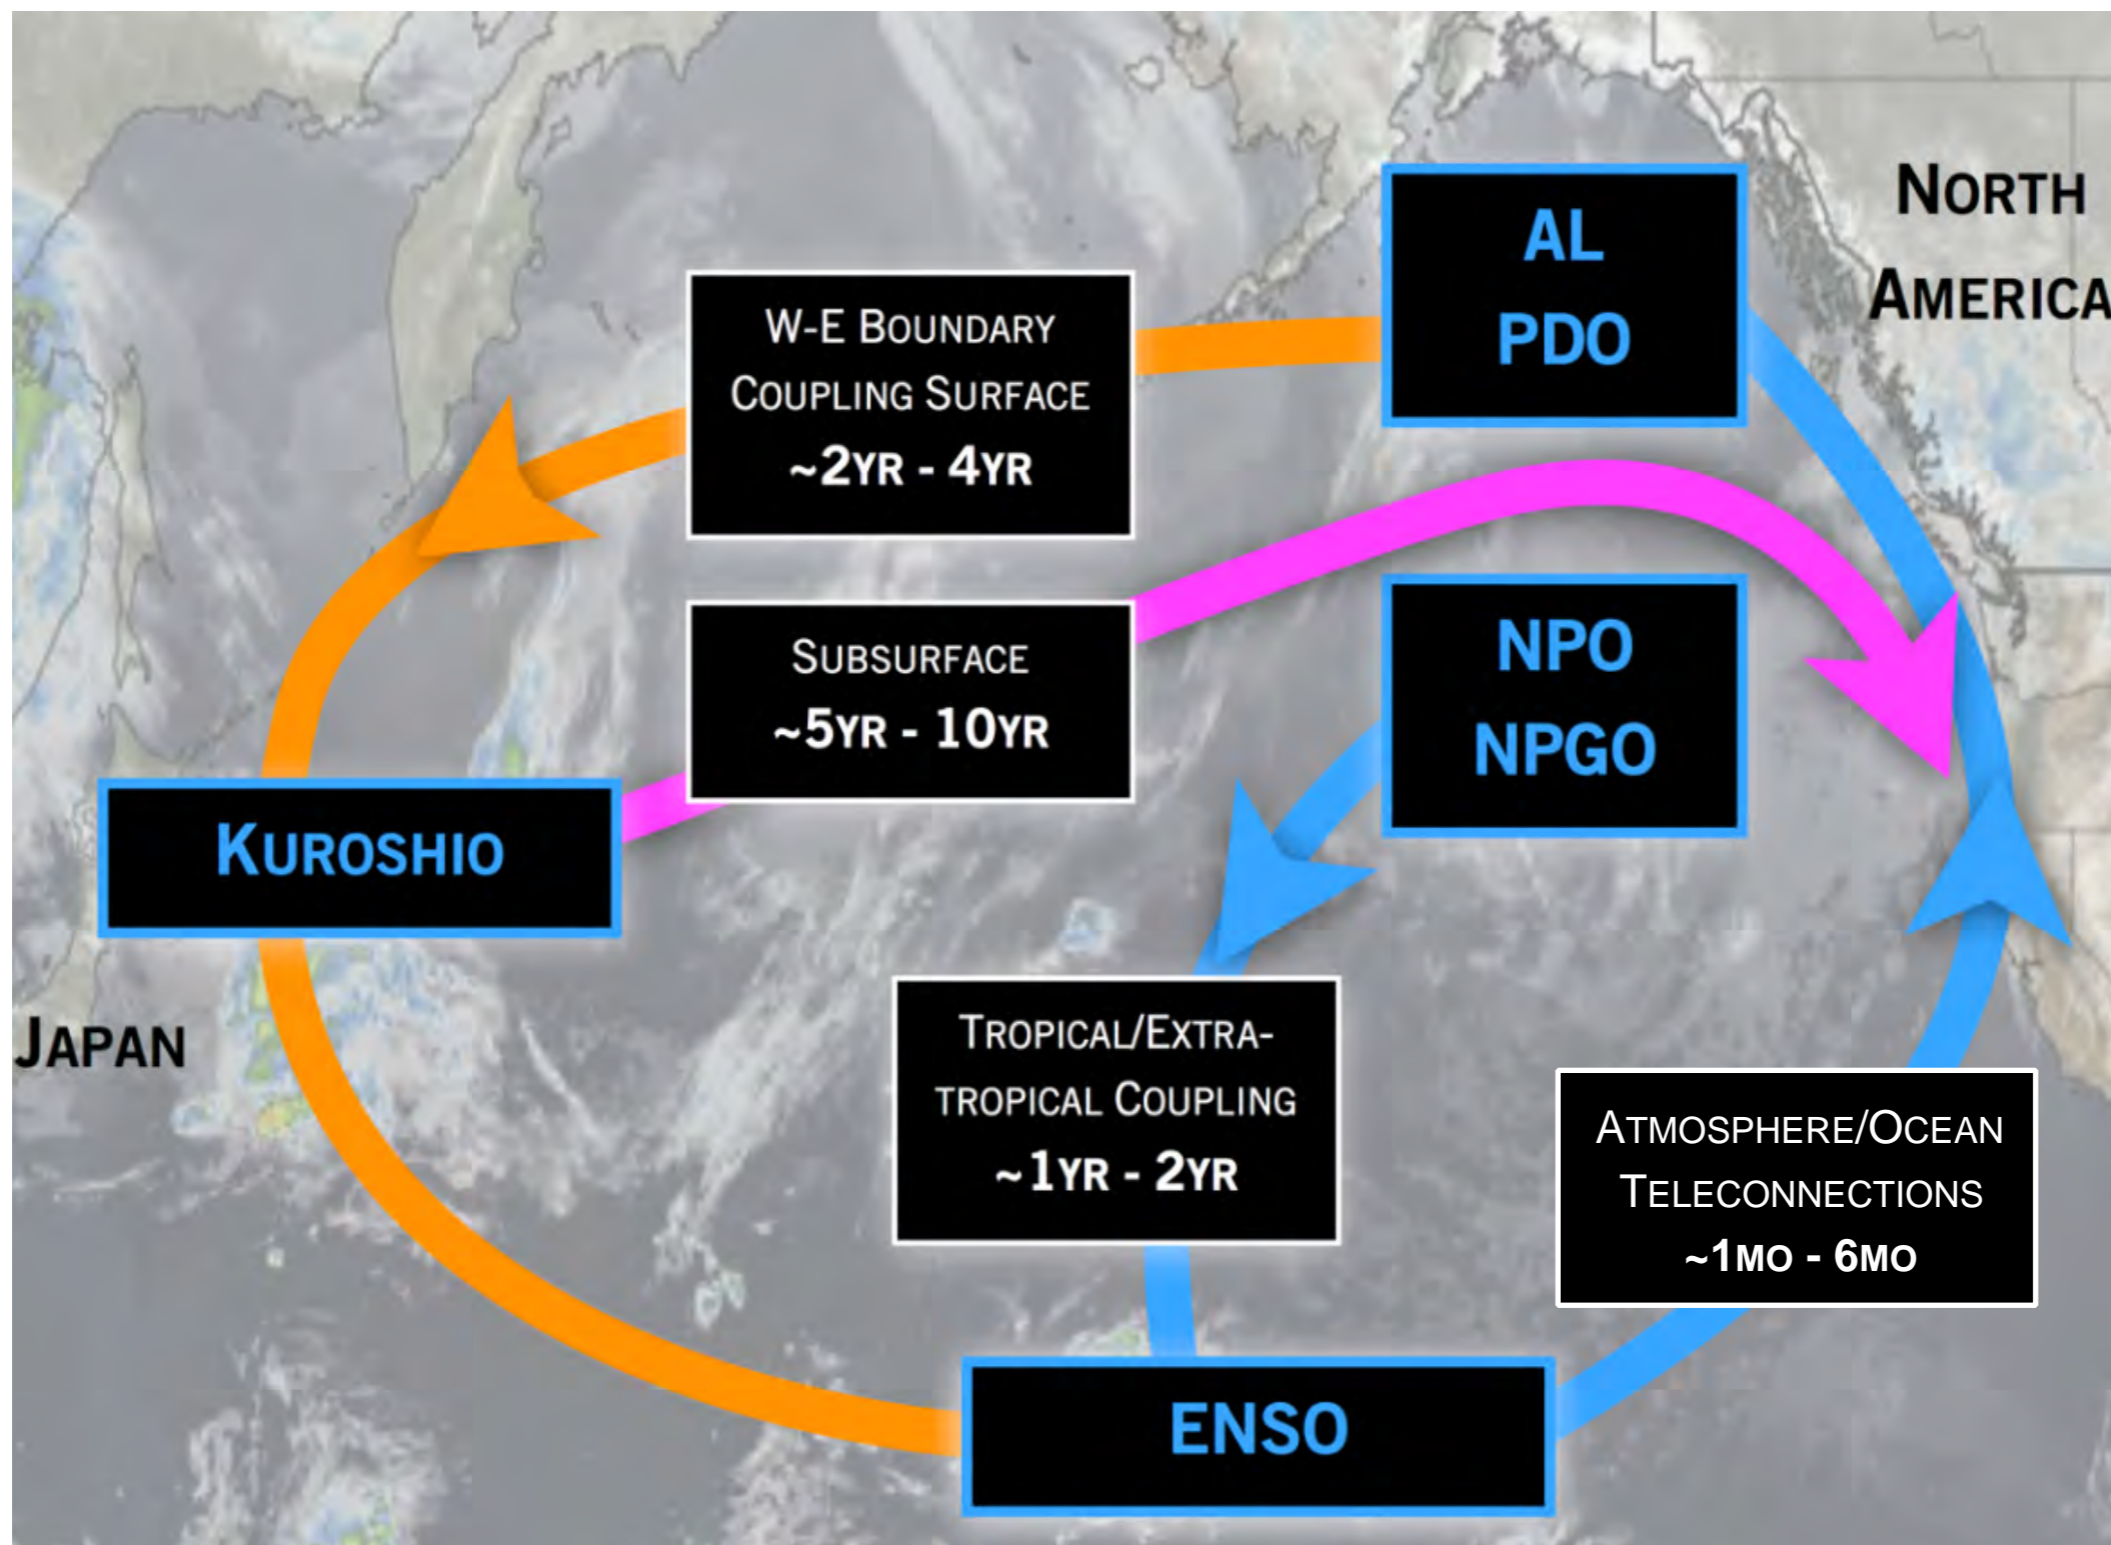 NORTH
AMERICA
AL
PDO
W-E BOUNDARY
COUPLING SURFACE
~2YR - 4YR
SUBSURFACE
~5YR - 10YR
NPO
NPGO
KUROSHIO
JAPAN
TROPICAL/EXTRA-
TROPICAL COUPLING
~1YR - 2YR
ATMOSPHERE/OCEAN
TELECONNECTIONS
~1MO - 6MO
ENSO